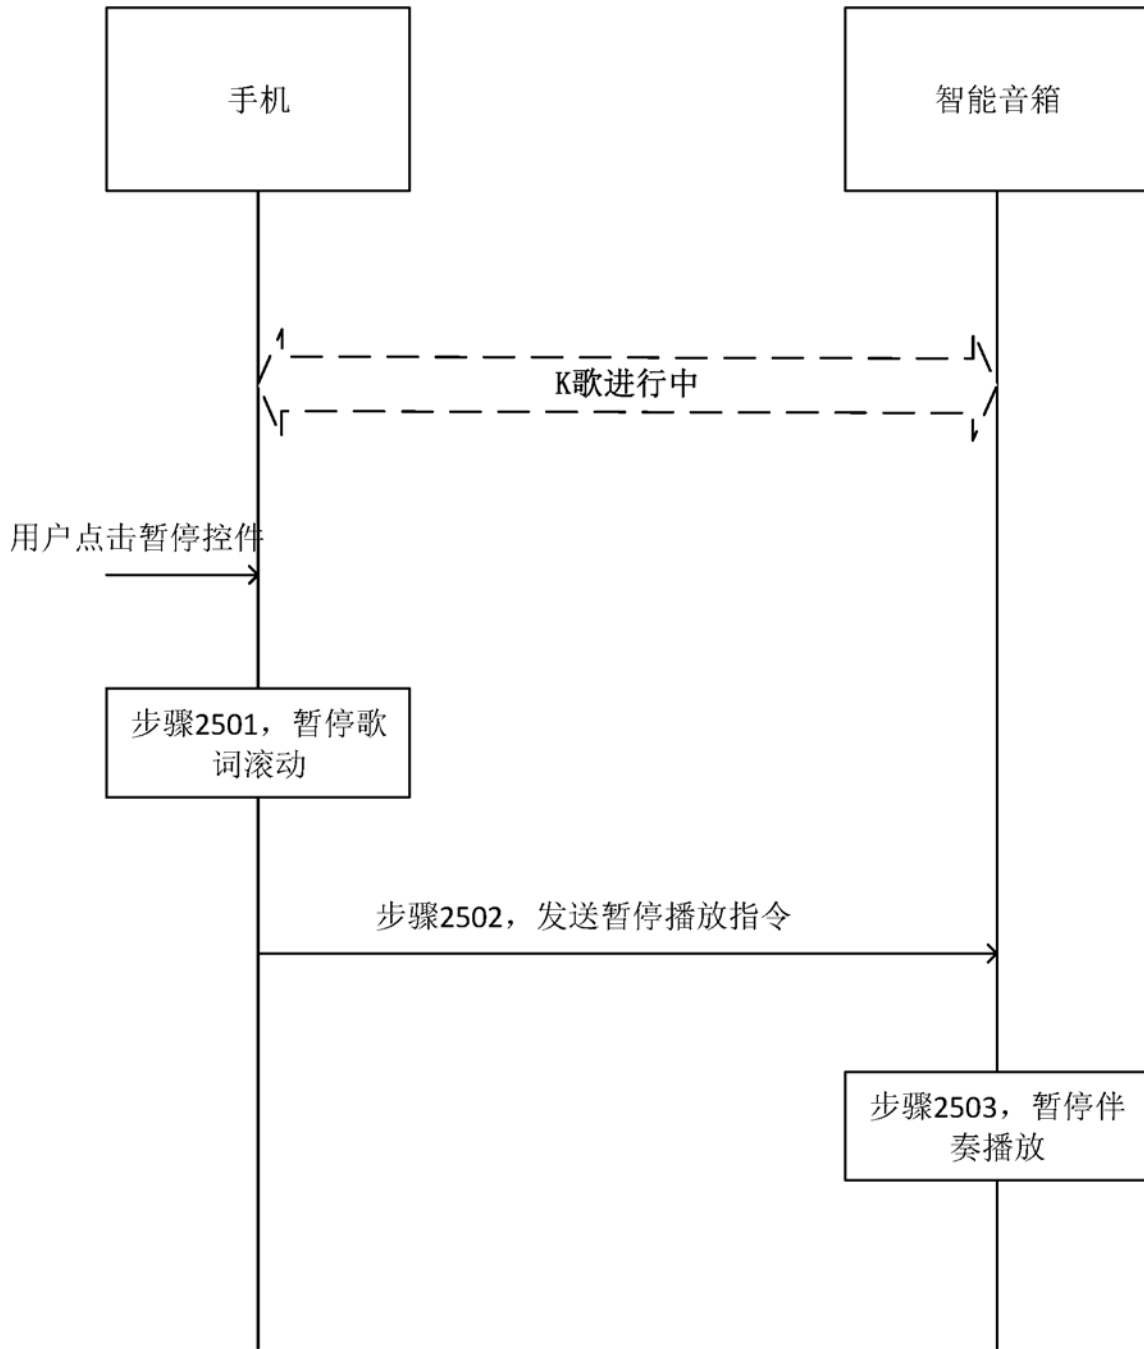 手机
智能音箱
K歌进行中
用户点击暂停控件
步骤2501，暂停歌
词滚动
步骤2502，发送暂停播放指令
步骤2503，暂停伴
奏播放